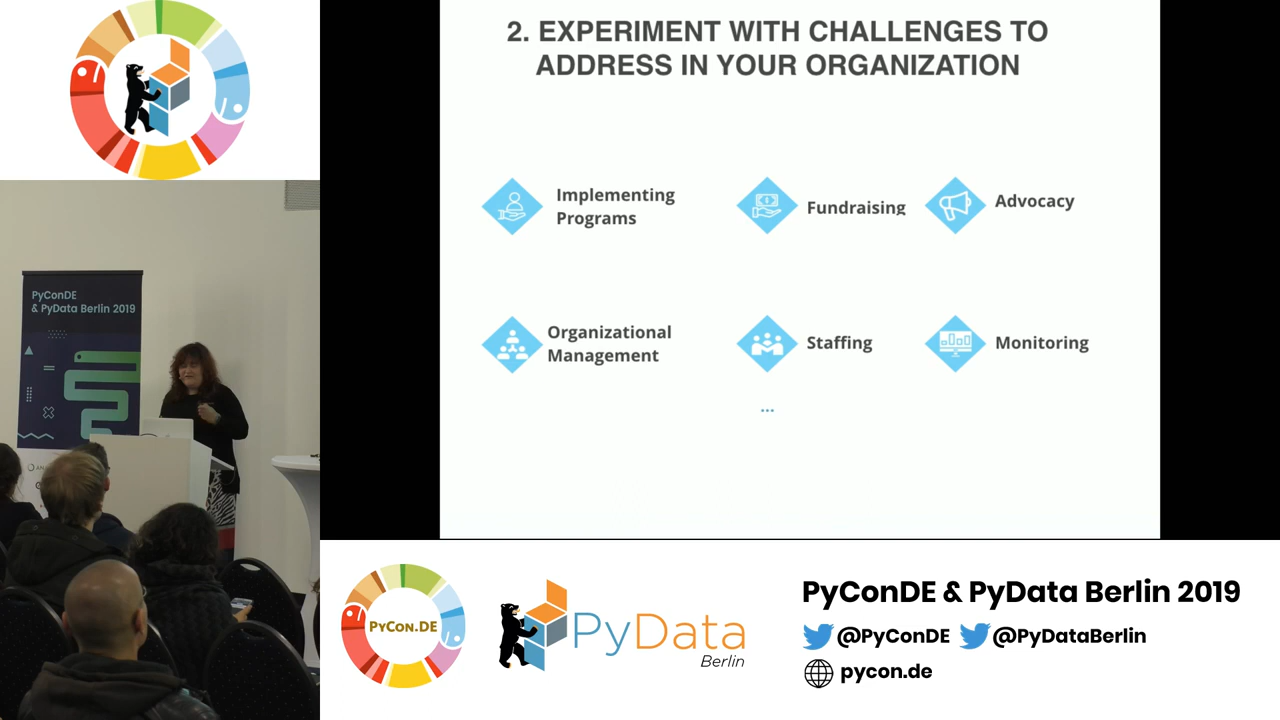 2. EXPERIMENT WITH CHALLENGES TO
ADDRESS IN YOUR ORGANIZATION
Implementing
Programs
Fundraising
Advocacy
Organizational
Management
Staffing
Monitoring
...
PyConDE
& PyData Berlin 2019
PYCON.DE
PyData
Berlin
PyConDE & PyData Berlin 2019
@PyConDE @PyDataBerlin
pycon.de